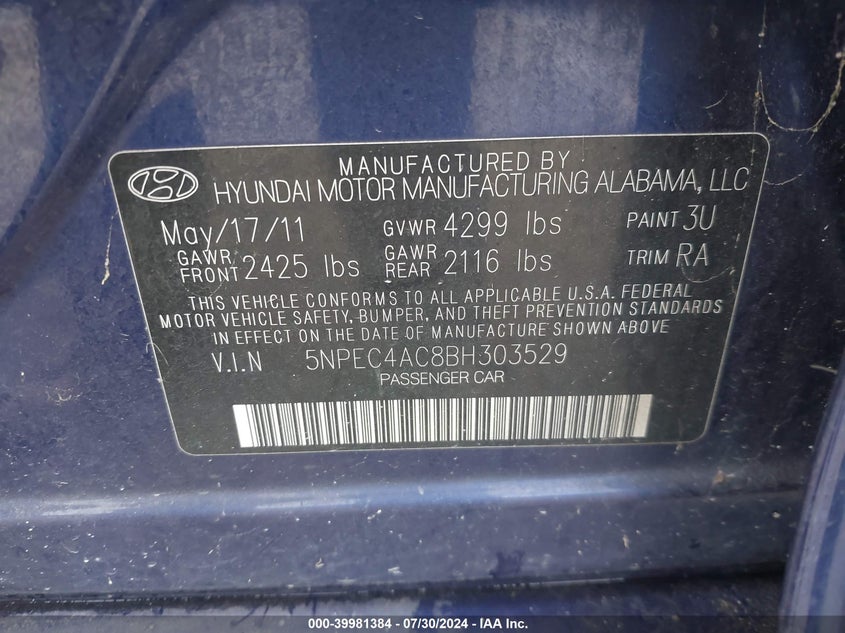 MANUFACTURED BY
HYUNDAI MOTOR MANUFACTURING ALABAMA, LLC
May/17/11 GVWR 4299 lbs PAINT 3U
GAWR FRONT 2425 lbs GAWR REAR 2116 lbs TRIM RA
THIS VEHICLE CONFORMS TO ALL APPLICABLE U.S.A. FEDERAL
MOTOR VEHICLE SAFETY, BUMPER, AND THEFT PREVENTION STANDARDS
IN EFFECT ON THE DATE OF MANUFACTURE SHOWN ABOVE
V.I.N 5NPEC4AC8BH303529
PASSENGER CAR
000-39981384 - 07/30/2024 - IAA Inc.